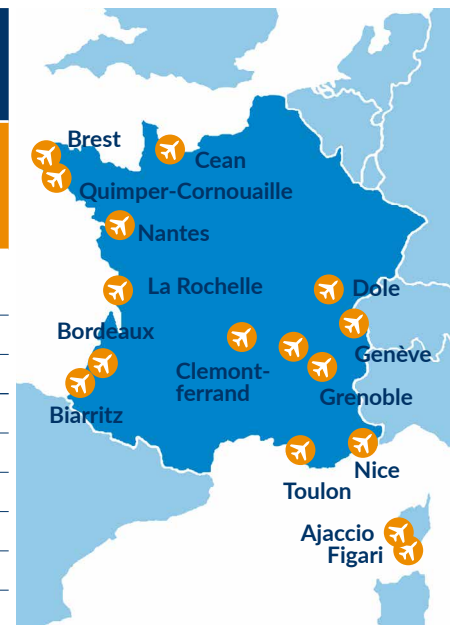 Brest
Cean
Quimper-Cornouaille
Nantes
La Rochelle
Dole
Bordeaux
Genève
Clemont-
ferrand
Grenoble
Biarritz
Nice
Toulon
Ajaccio
Figari